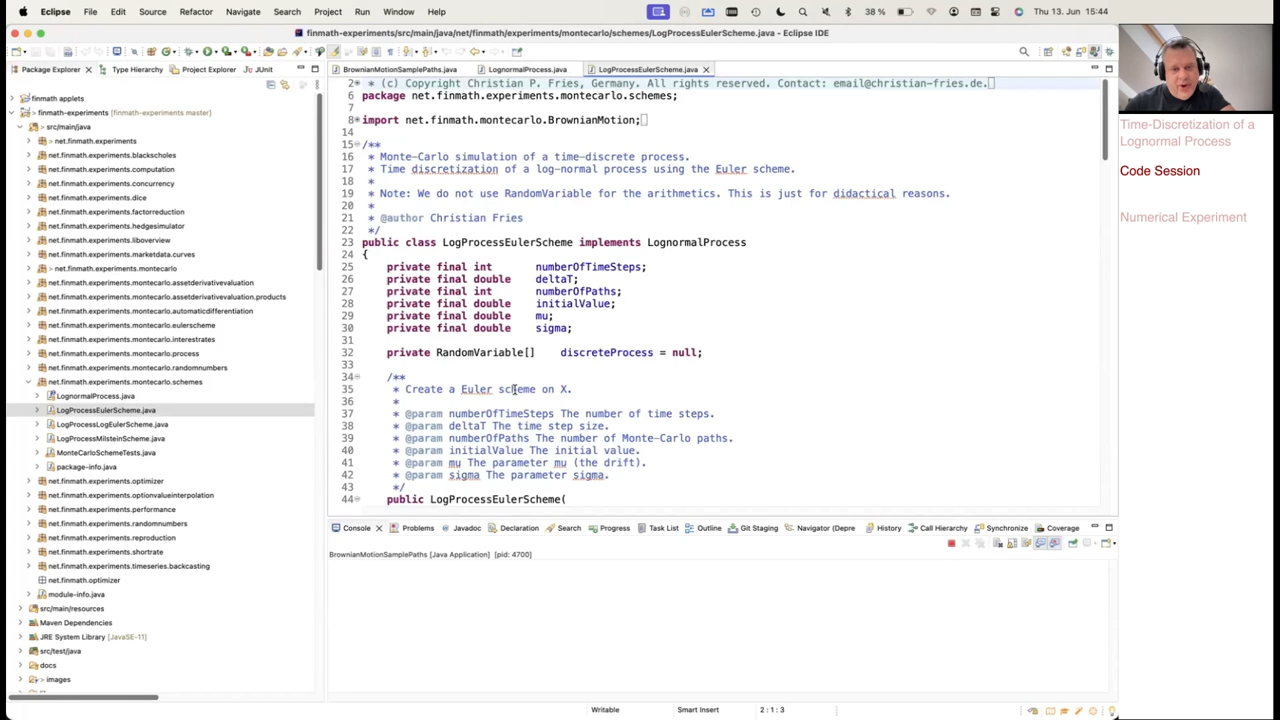 Eclipse File Edit Source Refactor Navigate Search Project Run Window Help 38 % Thu 13. Jun 15:44
finmath-experiments/src/main/java/net/finmath/experiments/montecarlo/schemes/LogProcessEulerScheme.java - Eclipse IDE
Package Explorer Type Hierarchy Project Explorer JUnit
finmath applets
> finmath-experiments [finmath-experiments master]
> src/main/java
> net.finmath.experiments
net.finmath.experiments.blackscholes
net.finmath.experiments.computation
net.finmath.experiments.concurrency
net.finmath.experiments.dice
net.finmath.experiments.factorreduction
net.finmath.experiments.hedgesimulator
net.finmath.experiments.liboverview
net.finmath.experiments.marketdata.curves
> net.finmath.experiments.montecarlo
net.finmath.experiments.montecarlo.assetderivativevaluation
net.finmath.experiments.montecarlo.assetderivativevaluation.products
net.finmath.experiments.montecarlo.automaticdifferentiation
net.finmath.experiments.montecarlo.eulerscheme
net.finmath.experiments.montecarlo.interestrates
net.finmath.experiments.montecarlo.process
net.finmath.experiments.montecarlo.randomnumbers
net.finmath.experiments.montecarlo.schemes
LognormalProcess.java
LogProcessEulerScheme.java
LogProcessLogEulerScheme.java
LogProcessMilsteinScheme.java
MonteCarloSchemeTests.java
package-info.java
net.finmath.experiments.optimizer
net.finmath.experiments.optionvalueinterpolation
net.finmath.experiments.performance
net.finmath.experiments.randomnumbers
net.finmath.experiments.reproduction
net.finmath.experiments.shortrate
net.finmath.experiments.timeseries.backcasting
net.finmath.optimizer
module-info.java
src/main/resources
Maven Dependencies
JRE System Library [JavaSE-11]
src/test/java
docs
> images
BrownianMotionSamplePaths.java LognormalProcess.java LogProcessEulerScheme.java
2 * (c) Copyright Christian P. Fries, Germany. All rights reserved. Contact: email@christian-fries.de.
6 package net.finmath.experiments.montecarlo.schemes;
7
8 import net.finmath.montecarlo.BrownianMotion;
14
15 /**
16 * Monte-Carlo simulation of a time-discrete process.
17 * Time discretization of a log-normal process using the Euler scheme.
18 *
19 * Note: We do not use RandomVariable for the arithmetics. This is just for didactical reasons.
20 *
21 * @author Christian Fries
22 */
23 public class LogProcessEulerScheme implements LognormalProcess
24 {
25 private final int numberOfTimeSteps;
26 private final double deltaT;
27 private final int numberOfPaths;
28 private final double initialValue;
29 private final double mu;
30 private final double sigma;
31
32 private RandomVariable[] discreteProcess = null;
33
34 /**
35 * Create a Euler scheme on X.
36 *
37 * @param numberOfTimeSteps The number of time steps.
38 * @param deltaT The time step size.
39 * @param numberOfPaths The number of Monte-Carlo paths.
40 * @param initialValue The initial value.
41 * @param mu The parameter mu (the drift).
42 * @param sigma The parameter sigma.
43 */
44 public LogProcessEulerScheme(
Console Problems Javadoc Declaration Search Progress Task List Outline Git Staging Navigator (Depre History Call Hierarchy Synchronize Coverage
BrownianMotionSamplePaths [Java Application] [pid: 4700]
Writable Smart Insert 2 : 1 : 3
Time-Discretization of a
Lognormal Process
Code Session
Numerical Experiment